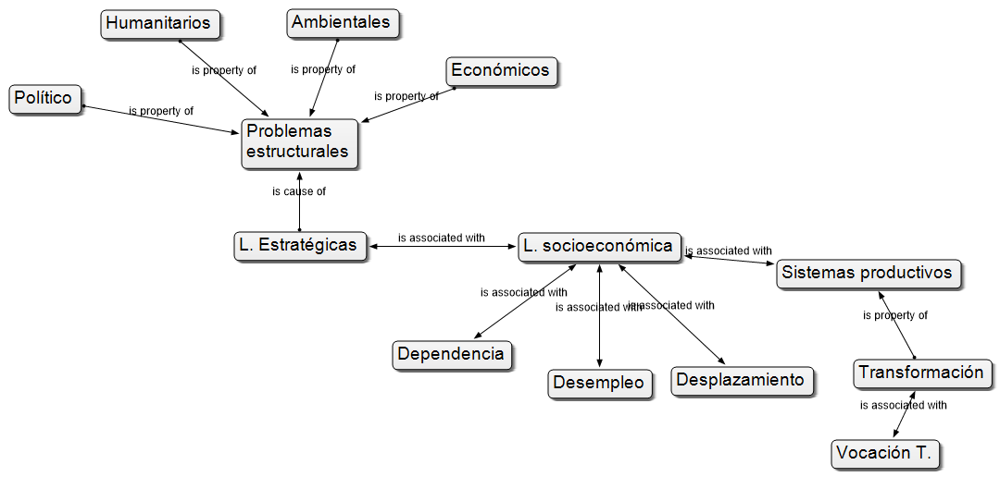 Humanitarios
Ambientales
Económicos
Político
is property of
is property of
is property of
is property of
Problemas
estructurales
is cause of
L. Estratégicas
is associated with
L. socioeconómica
is associated with
Sistemas productivos
is associated with
is associated with
is associated with
is property of
Dependencia
Desempleo
Desplazamiento
Transformación
is associated with
Vocación T.